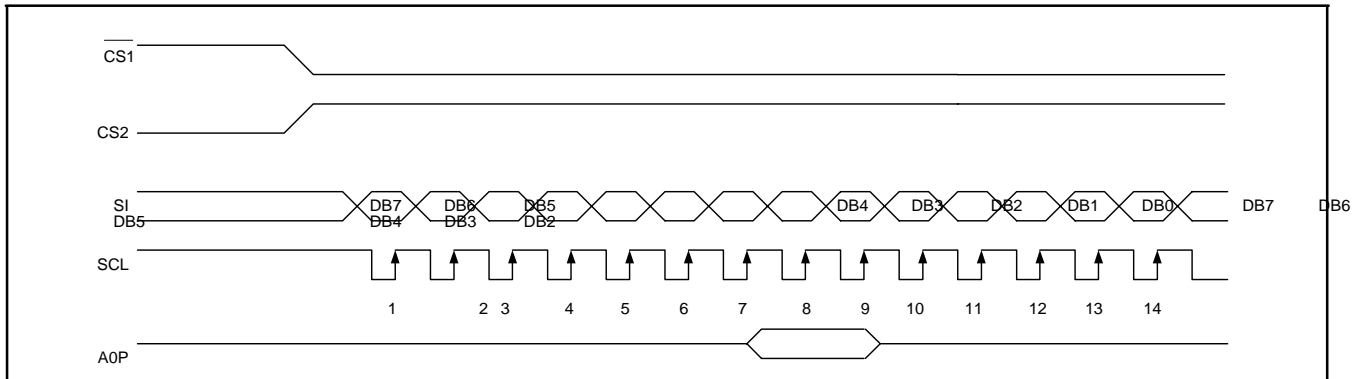 CS1
CS2
SI DB7 DB6 DB5 DB4 DB3 DB2 DB1 DB0 DB7 DB6
DB5 DB4 DB3 DB2
SCL
1 2 3 4 5 6 7 8 9 10 11 12 13 14
A0P